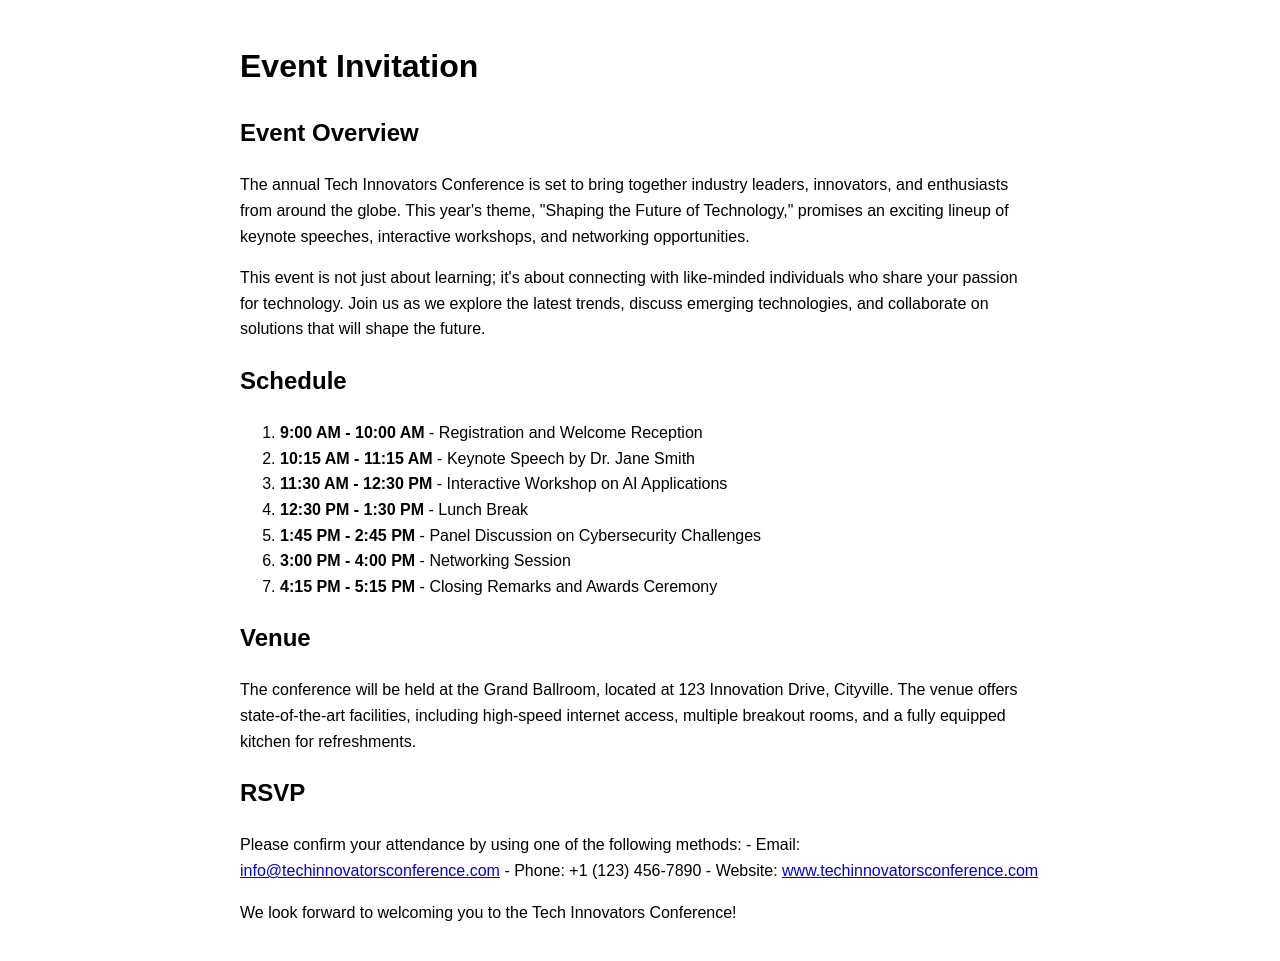 Event Invitation
Event Overview
The annual Tech Innovators Conference is set to bring together industry leaders, innovators, and enthusiasts
from around the globe. This year's theme, "Shaping the Future of Technology," promises an exciting lineup of
keynote speeches, interactive workshops, and networking opportunities.
This event is not just about learning; it's about connecting with like-minded individuals who share your passion
for technology. Join us as we explore the latest trends, discuss emerging technologies, and collaborate on
solutions that will shape the future.
Schedule
1. 9:00 AM - 10:00 AM - Registration and Welcome Reception
2. 10:15 AM - 11:15 AM - Keynote Speech by Dr. Jane Smith
3. 11:30 AM - 12:30 PM - Interactive Workshop on AI Applications
4. 12:30 PM - 1:30 PM - Lunch Break
5. 1:45 PM - 2:45 PM - Panel Discussion on Cybersecurity Challenges
6. 3:00 PM - 4:00 PM - Networking Session
7. 4:15 PM - 5:15 PM - Closing Remarks and Awards Ceremony
Venue
The conference will be held at the Grand Ballroom, located at 123 Innovation Drive, Cityville. The venue offers
state-of-the-art facilities, including high-speed internet access, multiple breakout rooms, and a fully equipped
kitchen for refreshments.
RSVP
Please confirm your attendance by using one of the following methods: - Email:
info@techinnovatorsconference.com - Phone: +1 (123) 456-7890 - Website: www.techinnovatorsconference.com
We look forward to welcoming you to the Tech Innovators Conference!